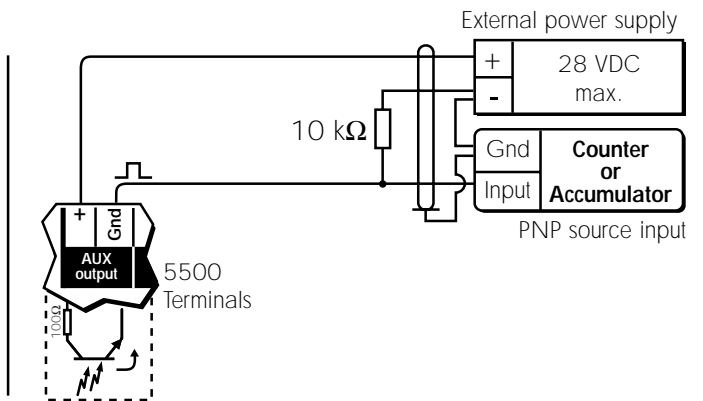 External power supply
+
28 VDC
max.
-
10 kΩ
Gnd
Counter
or
Accumulator
Input
PNP source input
+
Gnd
AUX
output
5500
Terminals
100Ω